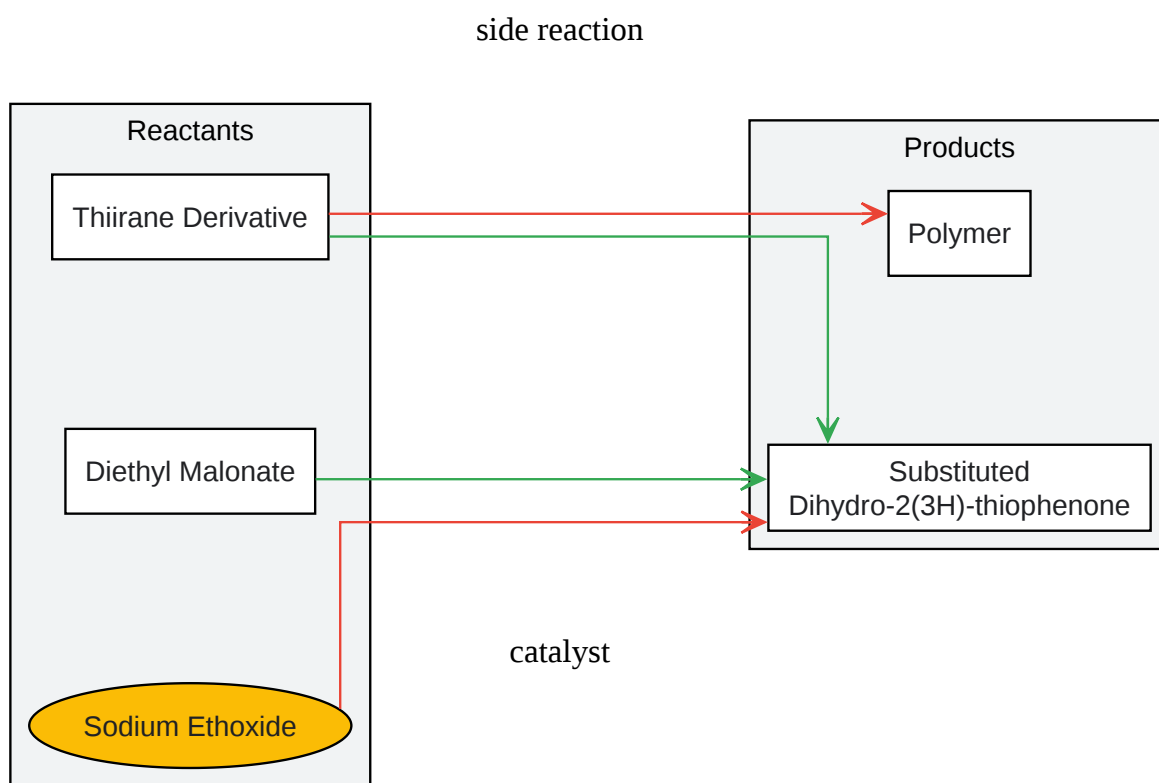 side reaction
Reactants
Products
Thiirane Derivative
Polymer
Diethyl Malonate
Substituted
Dihydro-2(3H)-thiophenone
catalyst
Sodium Ethoxide